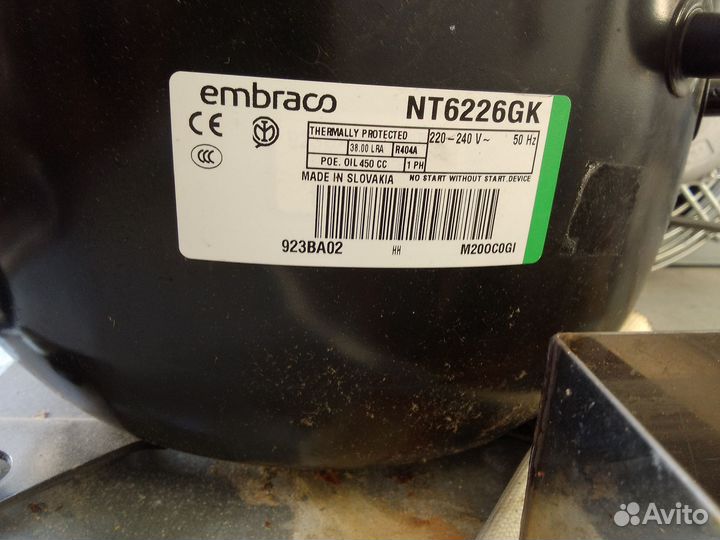 embraco NT6226GK
CE
CCC
THERMALLY PROTECTED 220-240 V~ 50 Hz
38.00 LRA R404A
POE. OIL 450 CC 1 PH
MADE IN SLOVAKIA NO START WITHOUT START.DEVICE
923BA02 HH M200C0GI
Avito